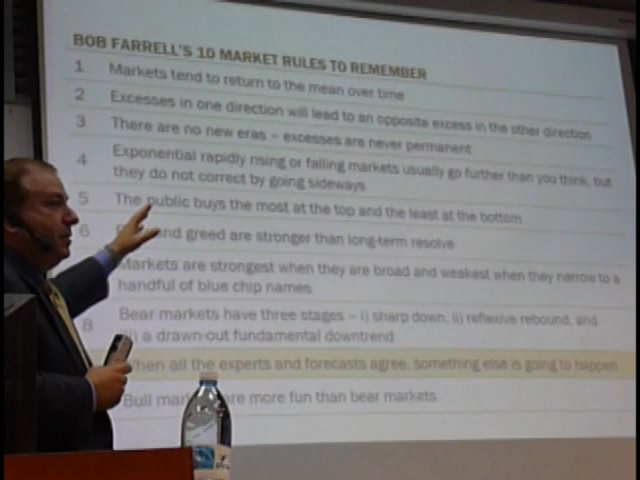 BOB FARRELL'S 10 MARKET RULES TO REMEMBER
1 Markets tend to return to the mean over time
2 Excesses in one direction will lead to an opposite excess in the other direction
3 There are no new eras – excesses are never permanent
4 Exponential rapidly rising or falling markets usually go further than you think, but
they do not correct by going sideways
5 The public buys the most at the top and the least at the bottom
6 and greed are stronger than long-term resolve
Markets are strongest when they are broad and weakest when they narrow to a
handful of blue chip names
8 Bear markets have three stages – i) sharp down, ii) reflexive rebound, and
iii) a drawn-out fundamental downtrend
When all the experts and forecasts agree, something else is going to happen
Bull are more fun than bear markets